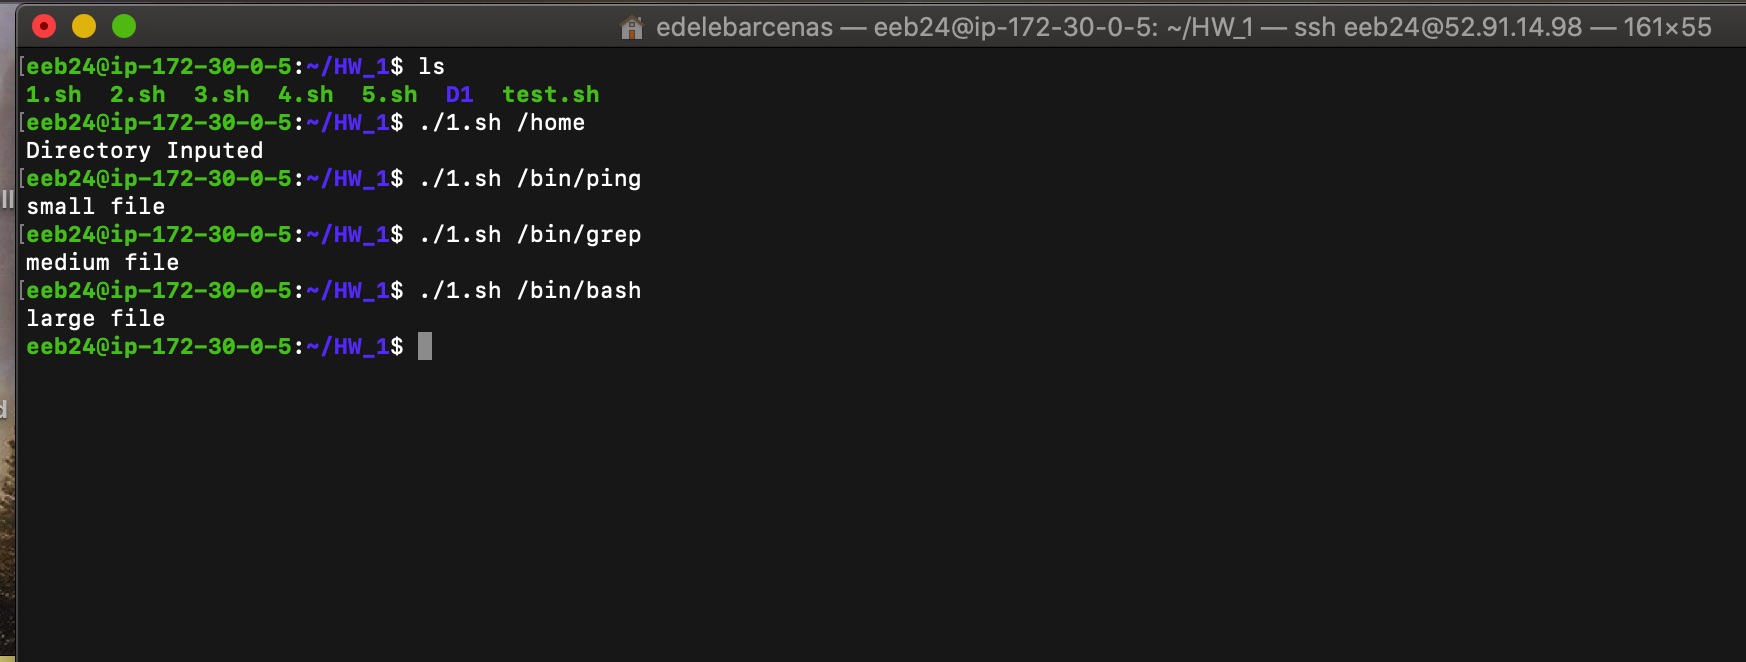 edelebarcenas — eeb24@ip-172-30-0-5: ~/HW_1 — ssh eeb24@52.91.14.98 — 161×55
[eeb24@ip-172-30-0-5:~/HW_1$ ls
1.sh  2.sh  3.sh  4.sh  5.sh  D1  test.sh
[eeb24@ip-172-30-0-5:~/HW_1$ ./1.sh /home
Directory Inputed
[eeb24@ip-172-30-0-5:~/HW_1$ ./1.sh /bin/ping
small file
[eeb24@ip-172-30-0-5:~/HW_1$ ./1.sh /bin/grep
medium file
[eeb24@ip-172-30-0-5:~/HW_1$ ./1.sh /bin/bash
large file
eeb24@ip-172-30-0-5:~/HW_1$